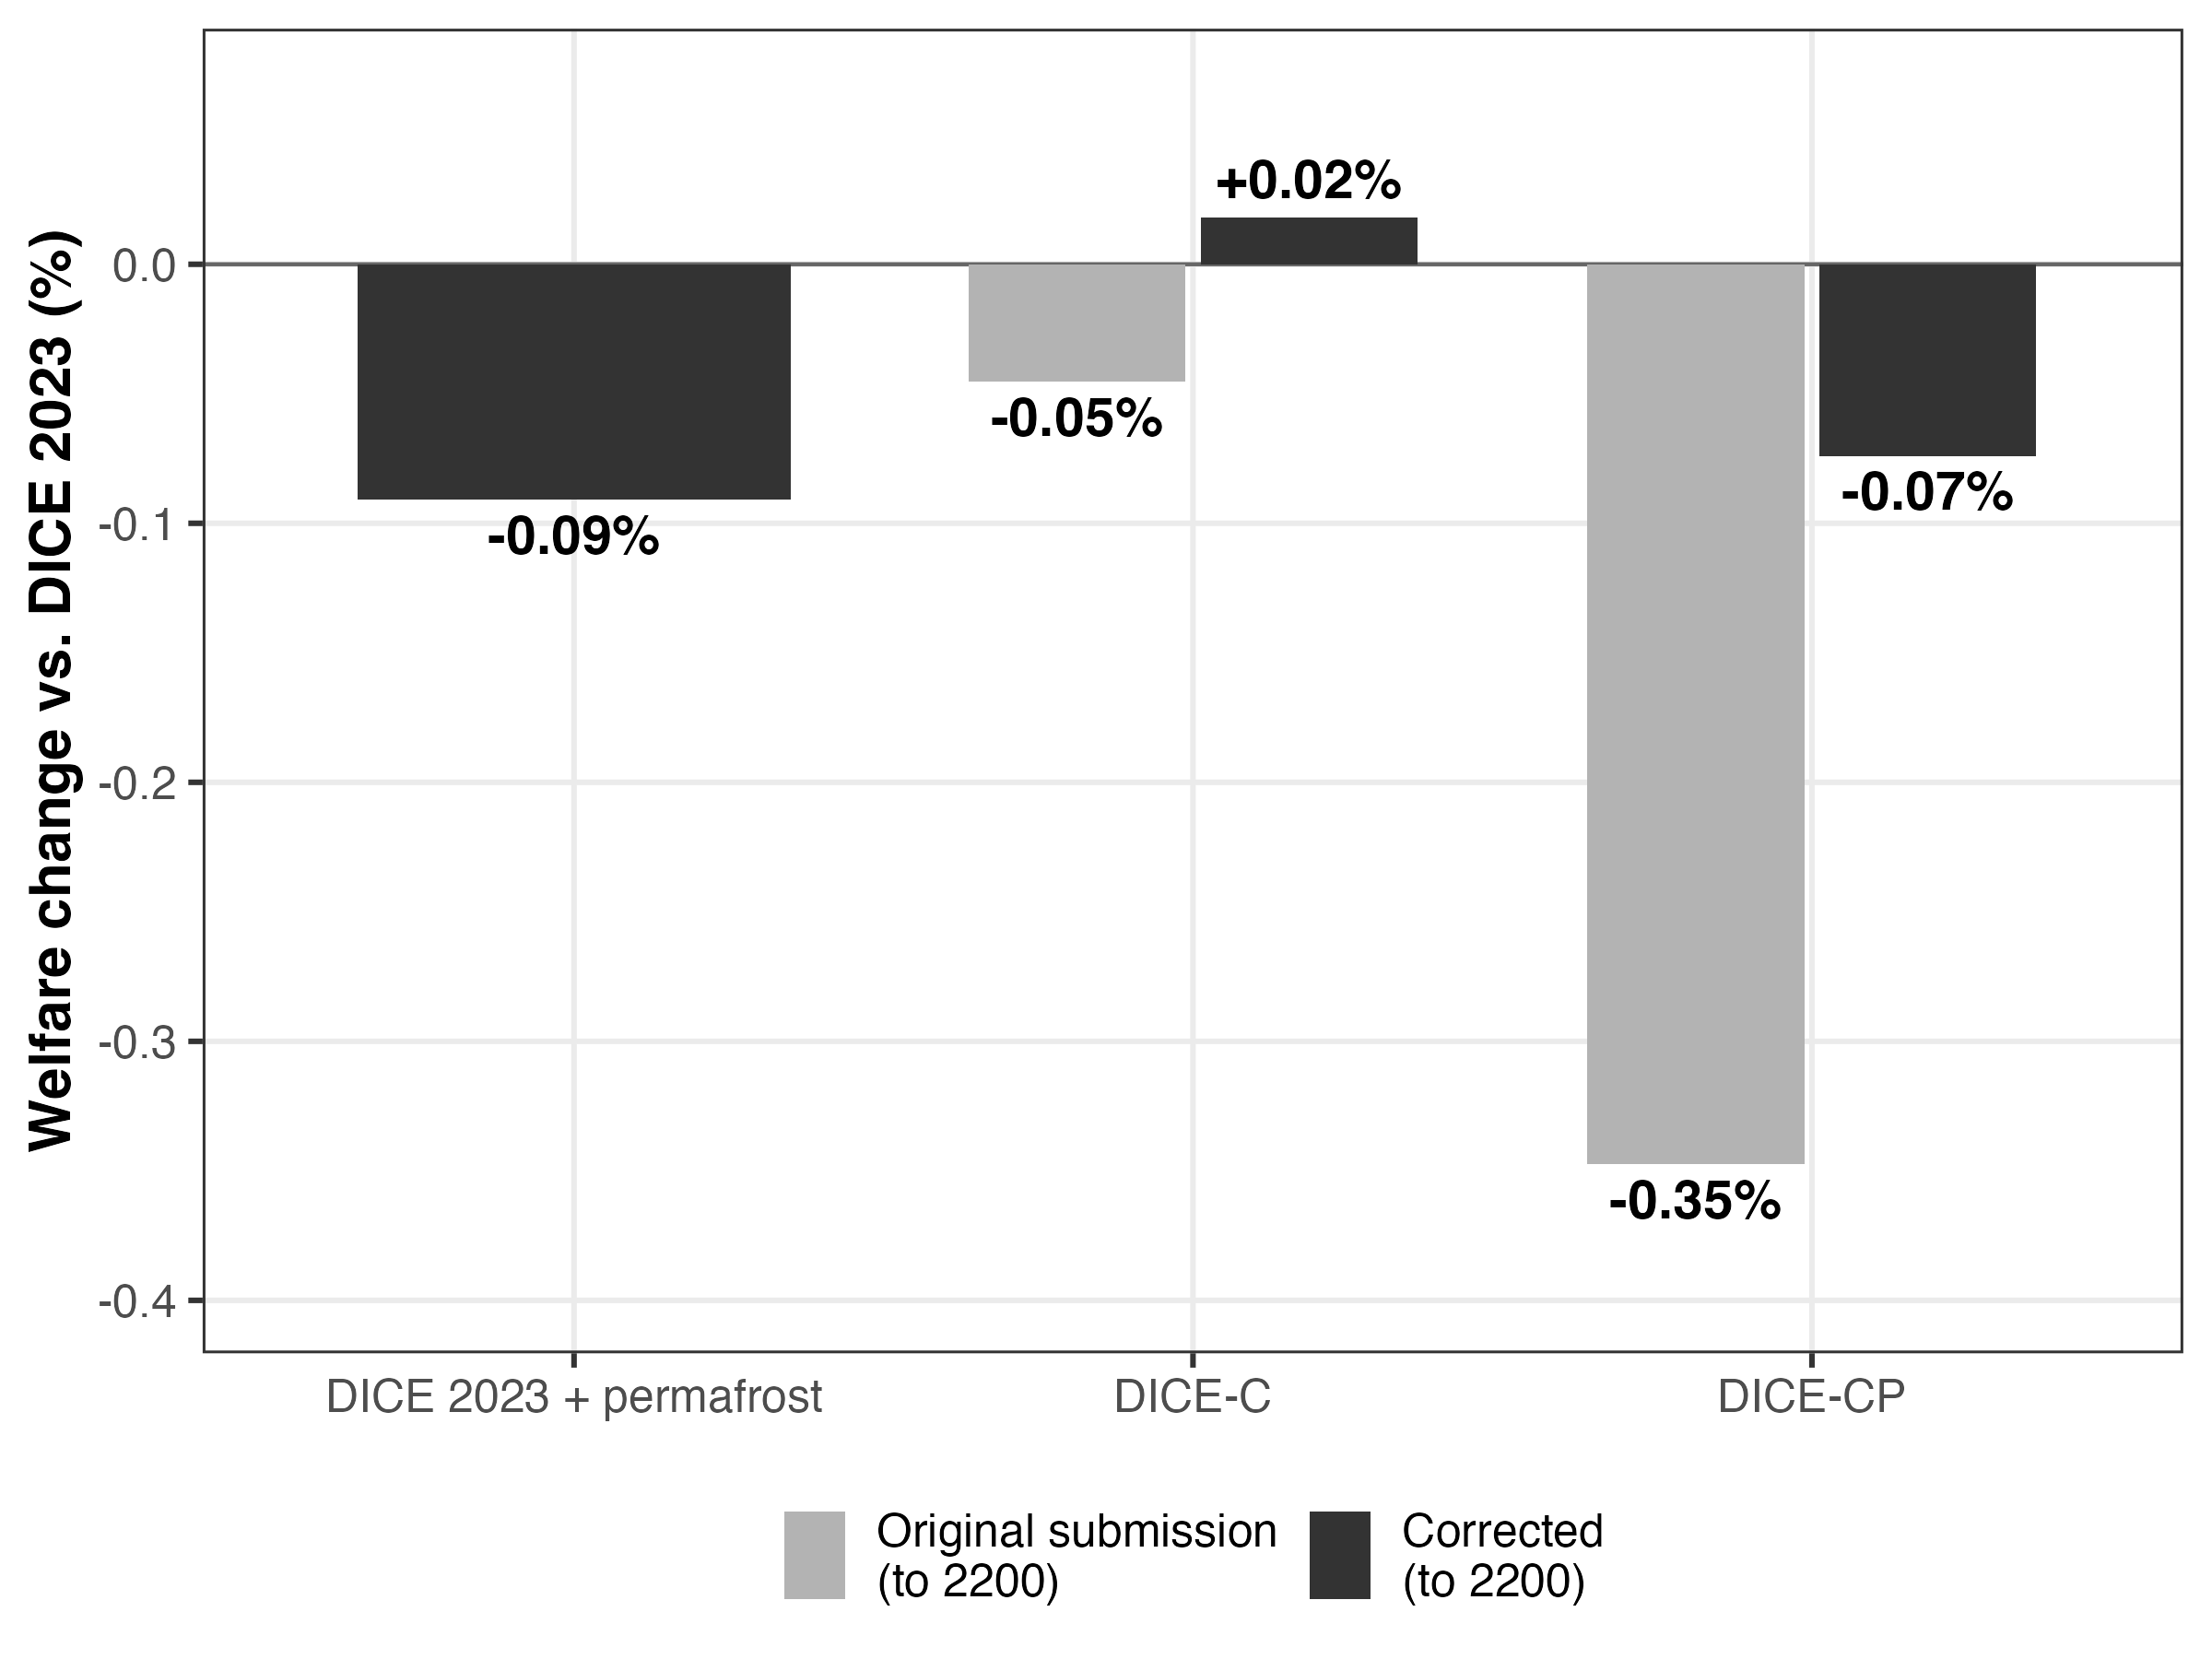 Welfare change vs. DICE 2023 (%)
0.0
-0.1
-0.2
-0.3
-0.4
+0.02%
-0.05%
-0.07%
-0.09%
-0.35%
DICE 2023 + permafrost
DICE-C
DICE-CP
Original submission
(to 2200)
Corrected
(to 2200)